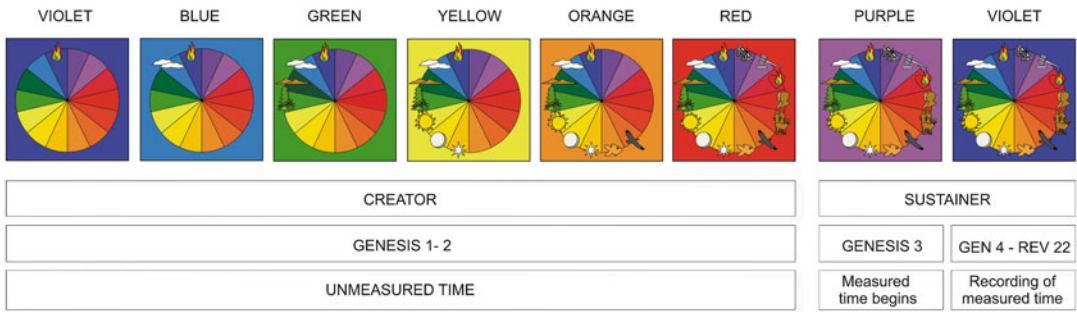 VIOLET BLUE GREEN YELLOW ORANGE RED PURPLE VIOLET
CREATOR SUSTAINER
GENESIS 1- 2 GENESIS 3 GEN 4 - REV 22
UNMEASURED TIME
Measured
time begins
Recording of
measured time